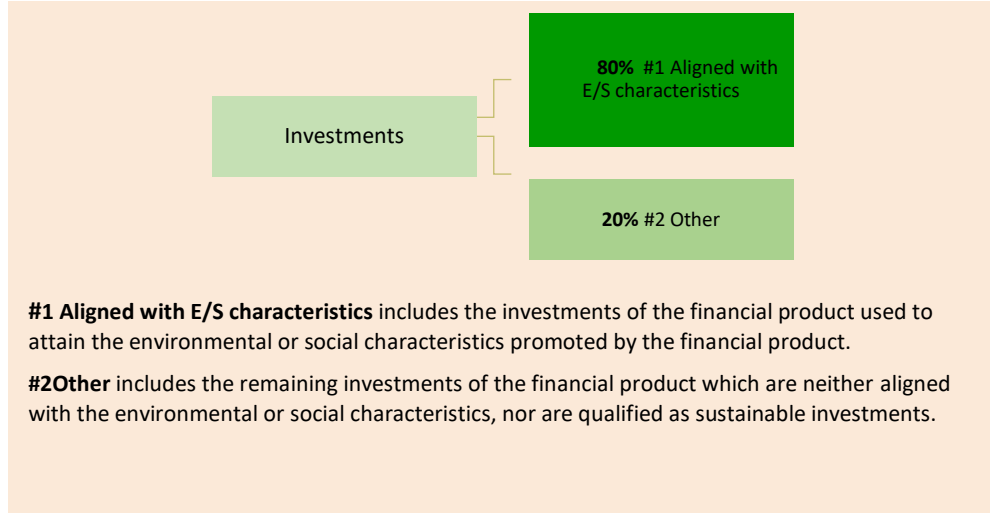 80% #1 Aligned with
E/S characteristics
Investments
20% #2 Other
#1 Aligned with E/S characteristics includes the investments of the financial product used to
attain the environmental or social characteristics promoted by the financial product.
#2Other includes the remaining investments of the financial product which are neither aligned
with the environmental or social characteristics, nor are qualified as sustainable investments.